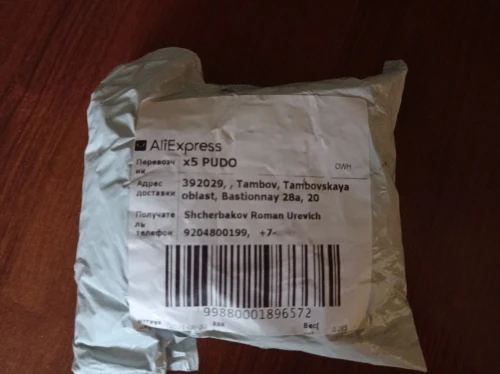 AliExpress
Перевозч
ик
x5 PUDO
OWH
Адрес
доставки
392029, , Tambov, Tambovskaya
oblast, Bastionnay 28a, 20
Получате
ль
Shcherbakov Roman Urevich
телефон
9204800199, +7-
99880001896572
Вес(